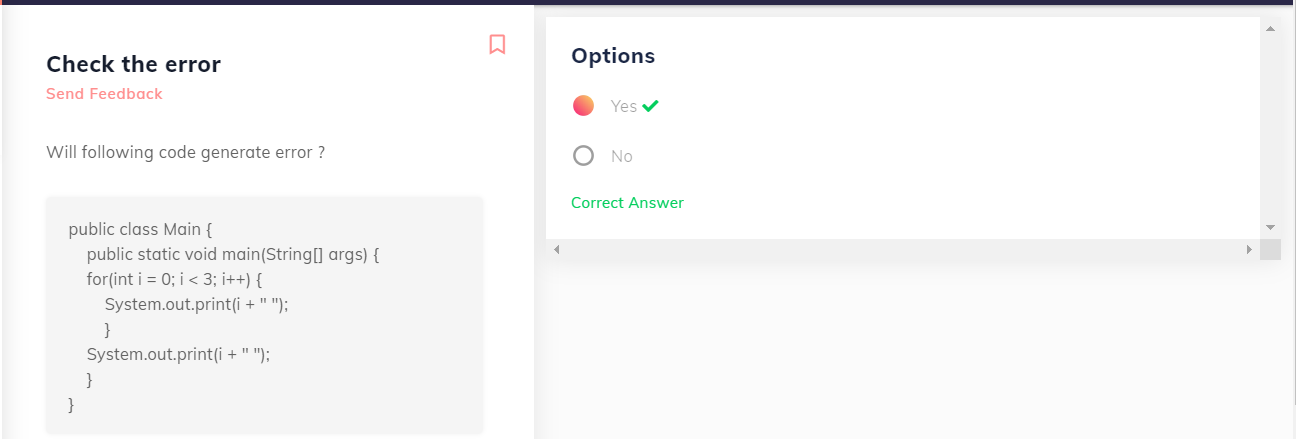 Check the error
Send Feedback
Will following code generate error ?
public class Main {
public static void main(String[] args) {
for(int i = 0; i < 3; i++) {
System.out.print(i + " ");
}
System.out.print(i + " ");
}
}
Options
Yes
No
Correct Answer